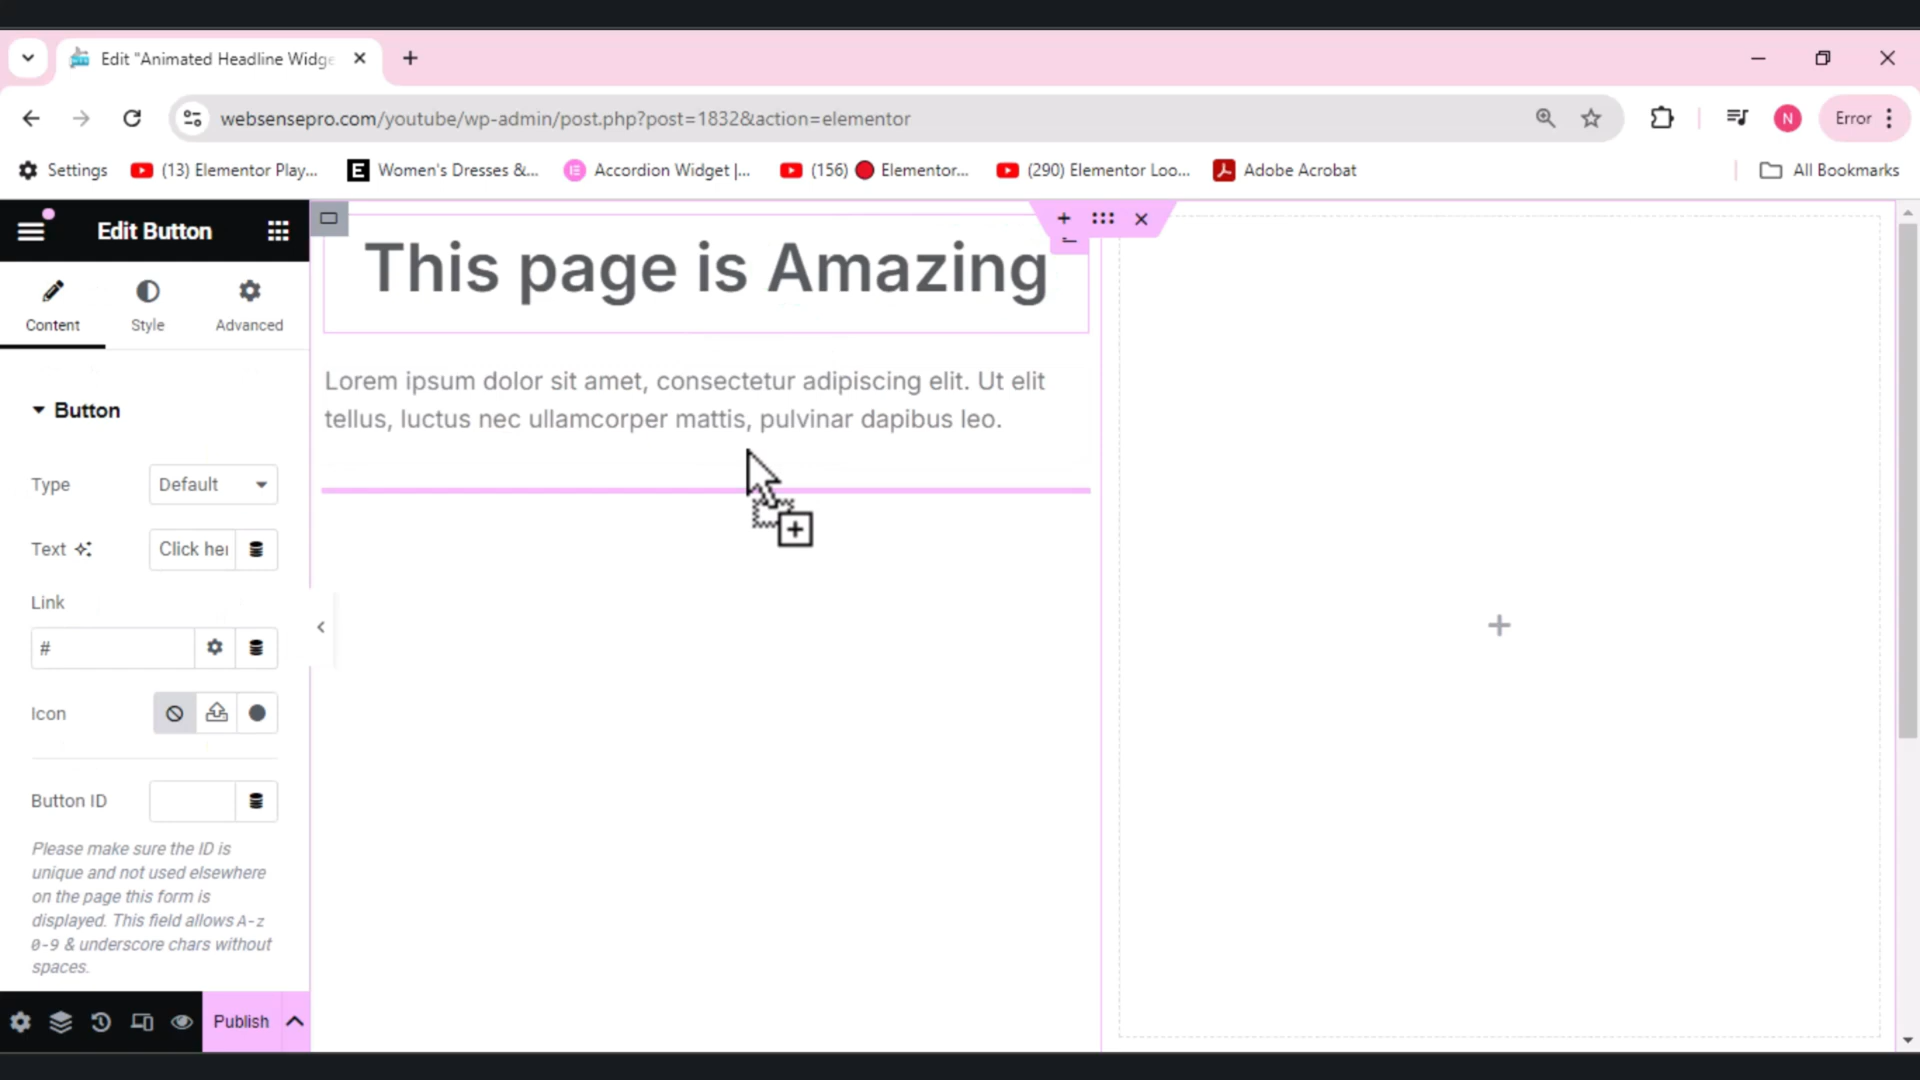 Edit "Animated Headline Widge
websensepro.com/youtube/wp-admin/post.php?post=1832&action=elementor
N
Error
Settings
(13) Elementor Play...
E Women's Dresses &...
Accordion Widget |...
(156) Elementor...
(290) Elementor Loo...
Adobe Acrobat
All Bookmarks
Edit Button
Content
Style
Advanced
This page is Amazing
Lorem ipsum dolor sit amet, consectetur adipiscing elit. Ut elit
tellus, luctus nec ullamcorper mattis, pulvinar dapibus leo.
Button
Type
Default
Text
Click her
Link
#
Icon
Button ID
Please make sure the ID is
unique and not used elsewhere
on the page this form is
displayed. This field allows A-z
0-9 & underscore chars without
spaces.
Publish